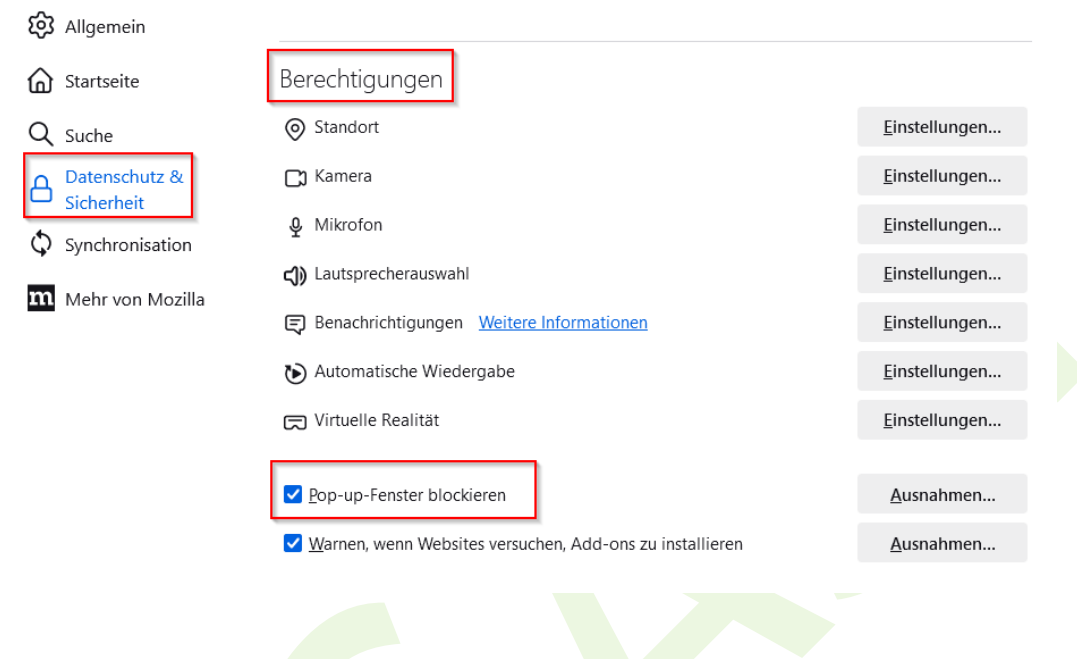 Allgemein
Startseite
Suche
Datenschutz &
Sicherheit
Synchronisation
m Mehr von Mozilla
Berechtigungen
Standort Einstellungen...
Kamera Einstellungen...
Mikrofon Einstellungen...
Lautsprecherauswahl Einstellungen...
Benachrichtigungen Weitere Informationen Einstellungen...
Automatische Wiedergabe Einstellungen...
Virtuelle Realität Einstellungen...
Pop-up-Fenster blockieren Ausnahmen...
Warnen, wenn Websites versuchen, Add-ons zu installieren Ausnahmen...